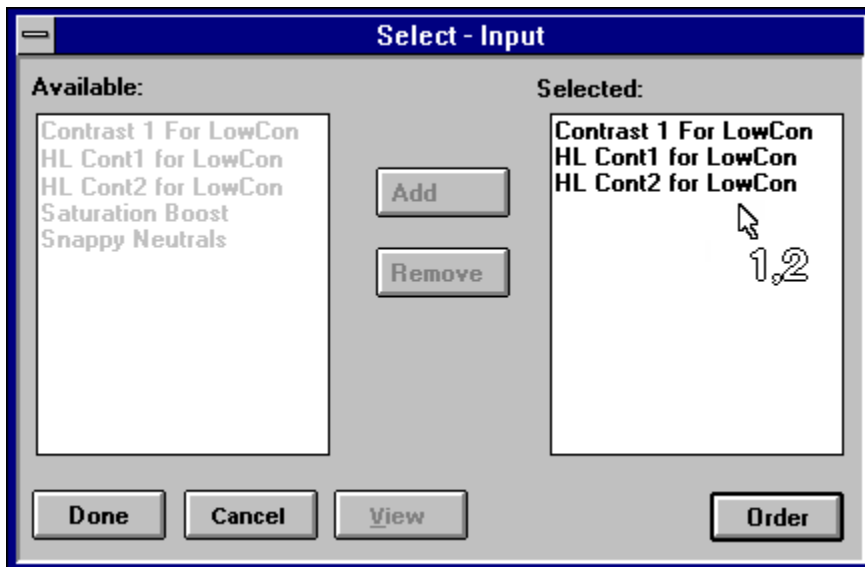 Select - Input
Available:
Contrast 1 For LowCon
HL Cont1 for LowCon
HL Cont2 for LowCon
Saturation Boost
Snappy Neutrals
Add
Remove
Selected:
Contrast 1 For LowCon
HL Cont1 for LowCon
HL Cont2 for LowCon
1,2
Done
Cancel
View
Order